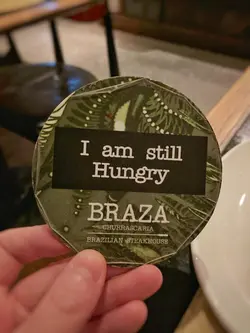 I am still
Hungry
BRAZA
CHURRASCARIA
BRAZILIAN STEAKHOUSE